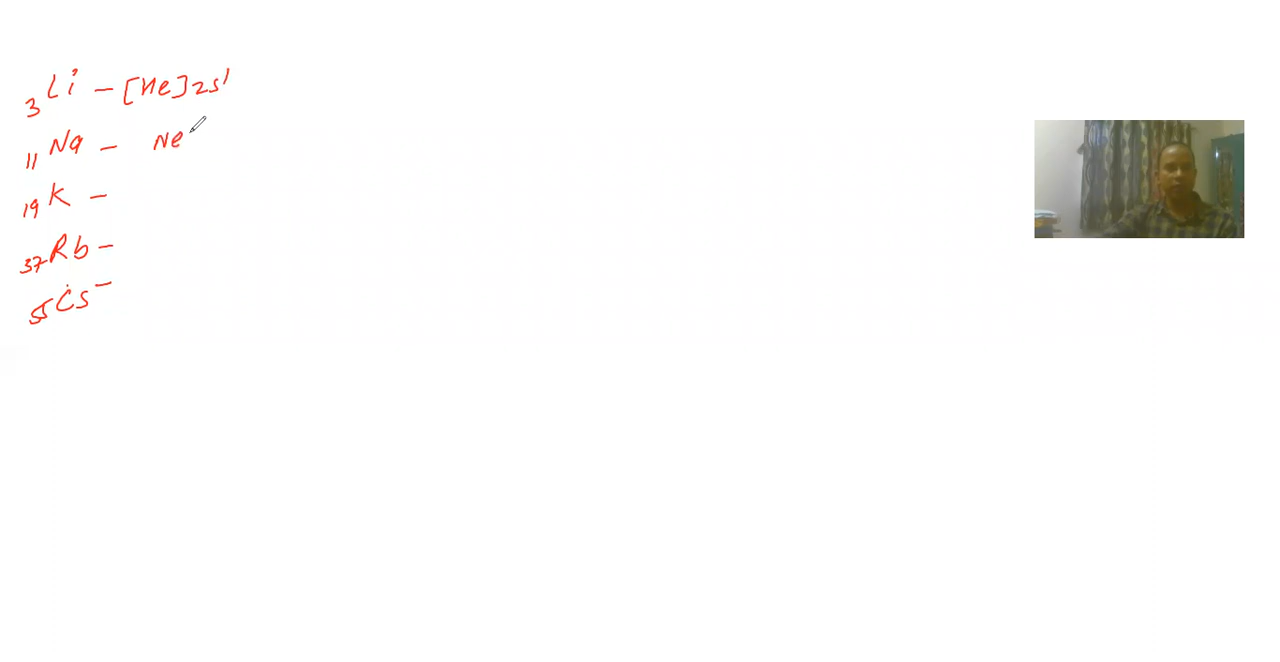 ₃Li – [He]2s¹
₁₁Na – Ne
₁₉K –
₃₇Rb –
₅₅Cs –